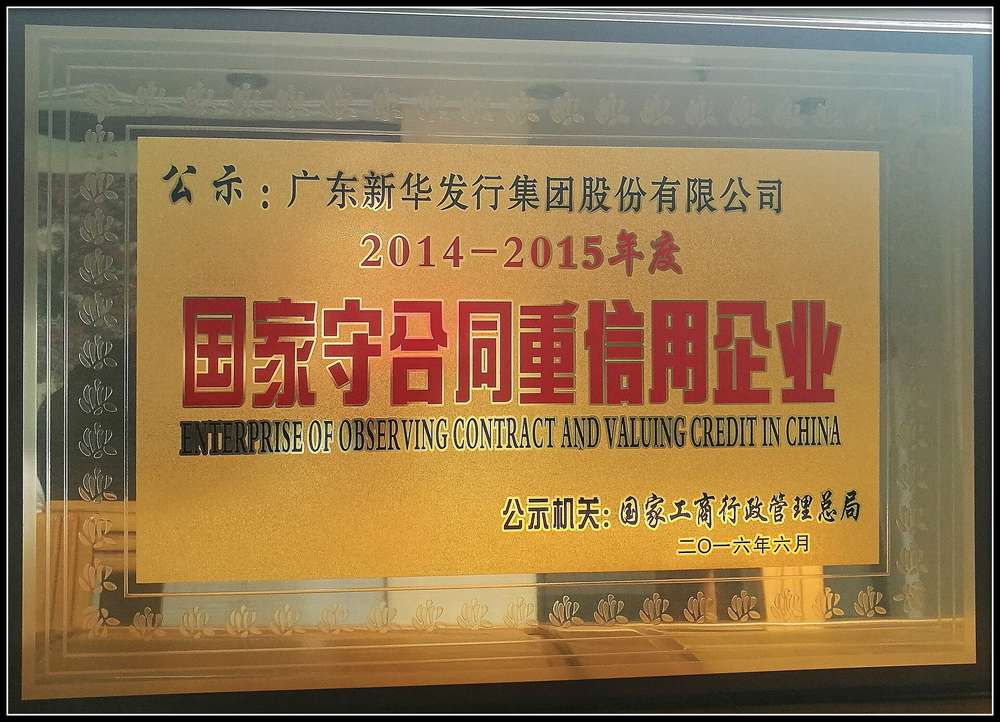 公示：广东新华发行集团股份有限公司
2014－2015年度
国家守合同重信用企业
ENTERPRISE OF OBSERVING CONTRACT AND VALUING CREDIT IN CHINA
公示机关：国家工商行政管理总局
二〇一六年六月